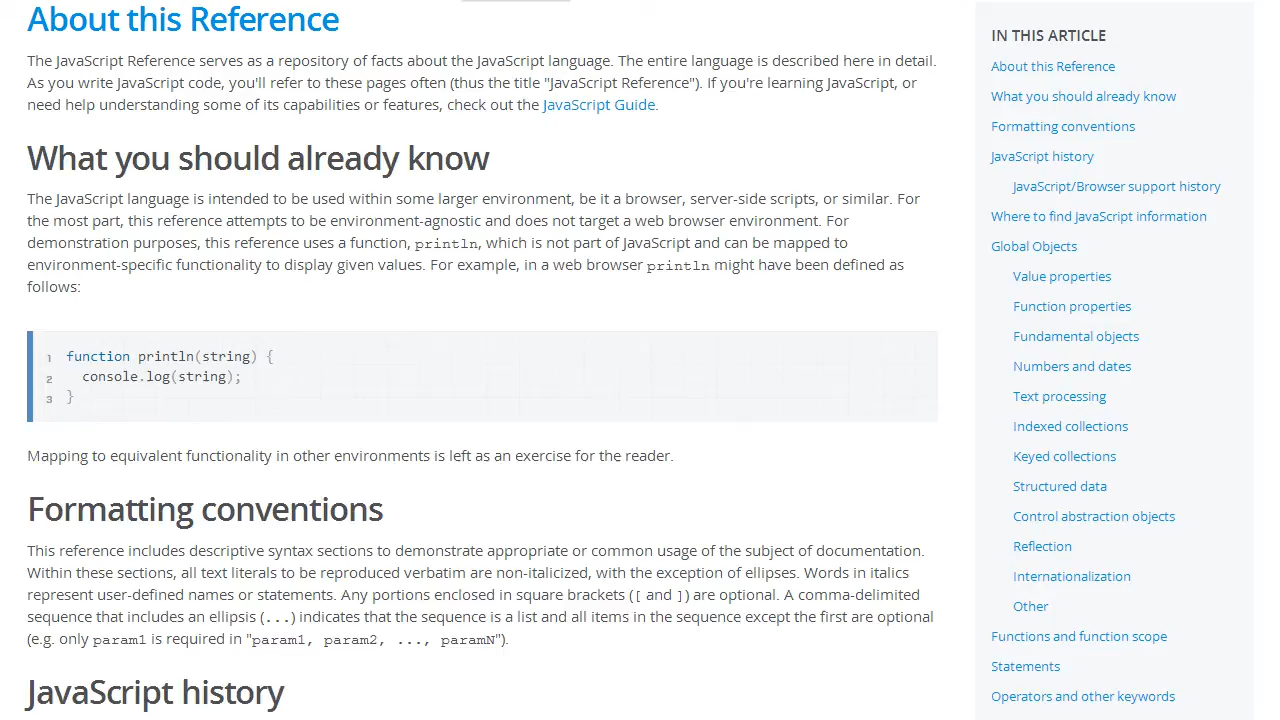 About this Reference
The JavaScript Reference serves as a repository of facts about the JavaScript language. The entire language is described here in detail.
As you write JavaScript code, you'll refer to these pages often (thus the title "JavaScript Reference"). If you're learning JavaScript, or
need help understanding some of its capabilities or features, check out the JavaScript Guide.
What you should already know
The JavaScript language is intended to be used within some larger environment, be it a browser, server-side scripts, or similar. For
the most part, this reference attempts to be environment-agnostic and does not target a web browser environment. For
demonstration purposes, this reference uses a function, println, which is not part of JavaScript and can be mapped to
environment-specific functionality to display given values. For example, in a web browser println might have been defined as
follows:
1 function println(string) {
2   console.log(string);
3 }
Mapping to equivalent functionality in other environments is left as an exercise for the reader.
Formatting conventions
This reference includes descriptive syntax sections to demonstrate appropriate or common usage of the subject of documentation.
Within these sections, all text literals to be reproduced verbatim are non-italicized, with the exception of ellipses. Words in italics
represent user-defined names or statements. Any portions enclosed in square brackets ([ and ]) are optional. A comma-delimited
sequence that includes an ellipsis (...) indicates that the sequence is a list and all items in the sequence except the first are optional
(e.g. only param1 is required in "param1, param2, ..., paramN").
JavaScript history
IN THIS ARTICLE
About this Reference
What you should already know
Formatting conventions
JavaScript history
JavaScript/Browser support history
Where to find JavaScript information
Global Objects
Value properties
Function properties
Fundamental objects
Numbers and dates
Text processing
Indexed collections
Keyed collections
Structured data
Control abstraction objects
Reflection
Internationalization
Other
Functions and function scope
Statements
Operators and other keywords